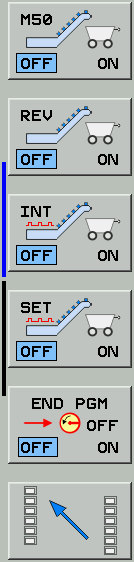 M50
OFF ON
REV
OFF ON
INT
OFF ON
SET
OFF ON
END PGM
OFF
OFF ON